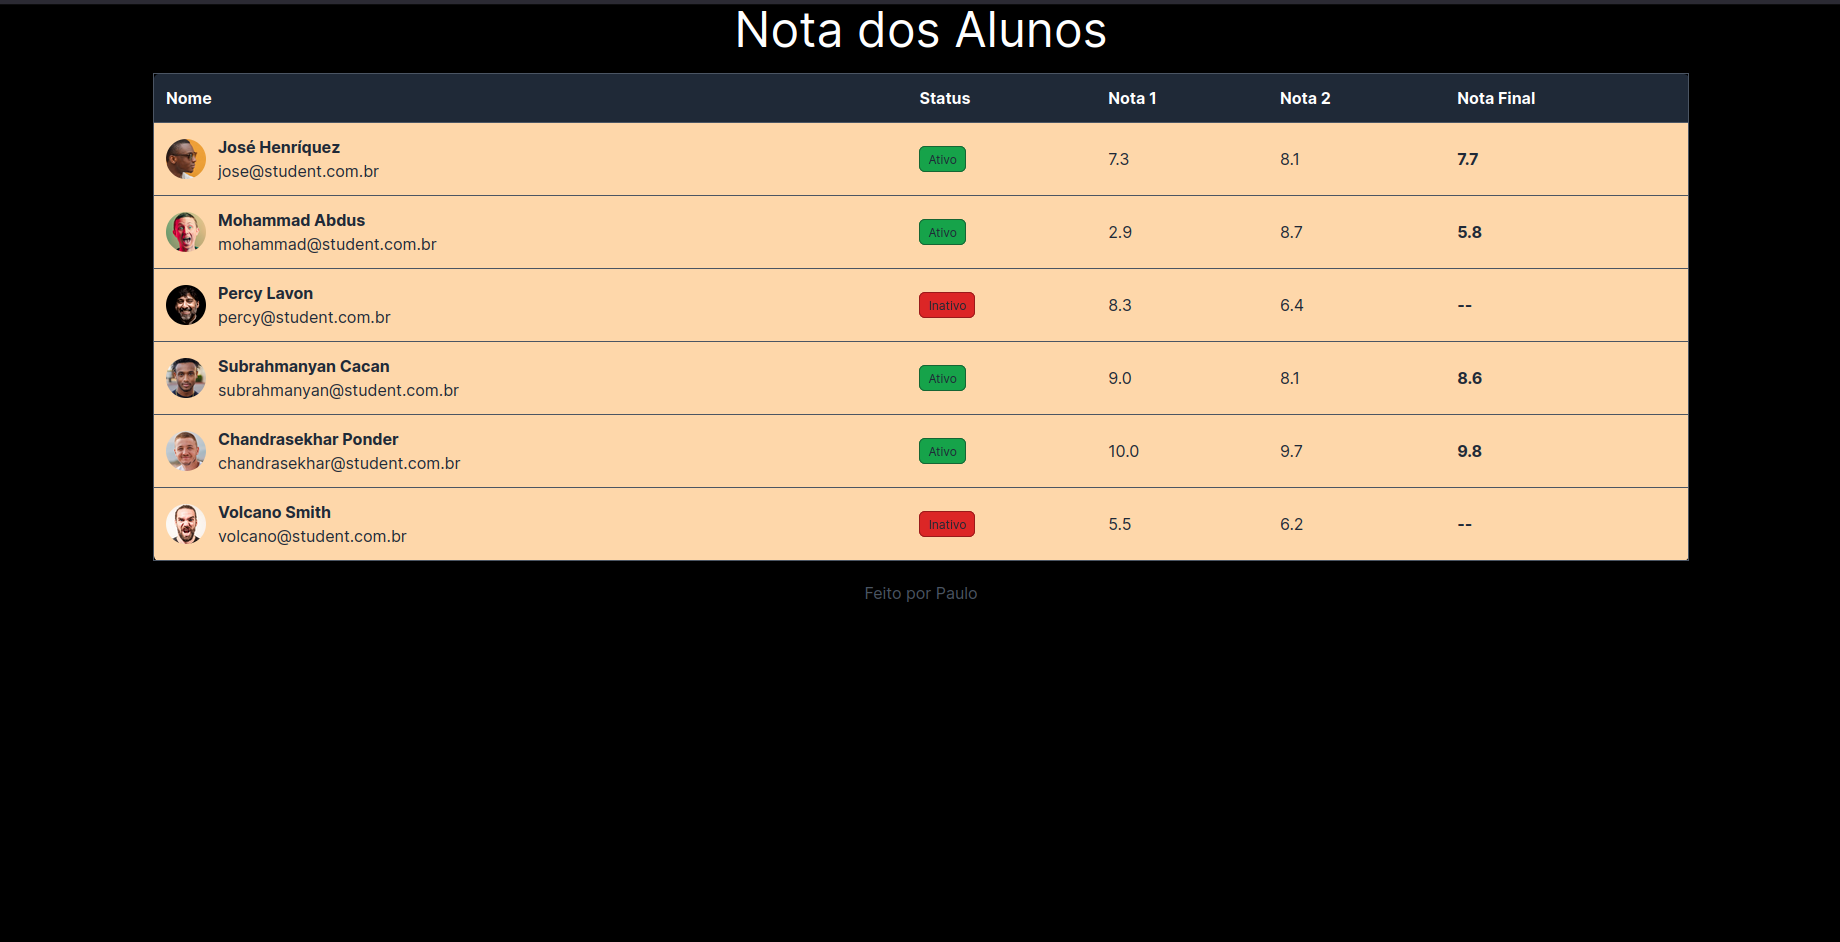 Nota dos Alunos
Nome Status Nota 1 Nota 2 Nota Final
José Henríquez
jose@student.com.br Ativo 7.3 8.1 7.7
Mohammad Abdus
mohammad@student.com.br Ativo 2.9 8.7 5.8
Percy Lavon
percy@student.com.br Inativo 8.3 6.4 --
Subrahmanyan Cacan
subrahmanyan@student.com.br Ativo 9.0 8.1 8.6
Chandrasekhar Ponder
chandrasekhar@student.com.br Ativo 10.0 9.7 9.8
Volcano Smith
volcano@student.com.br Inativo 5.5 6.2 --
Feito por Paulo